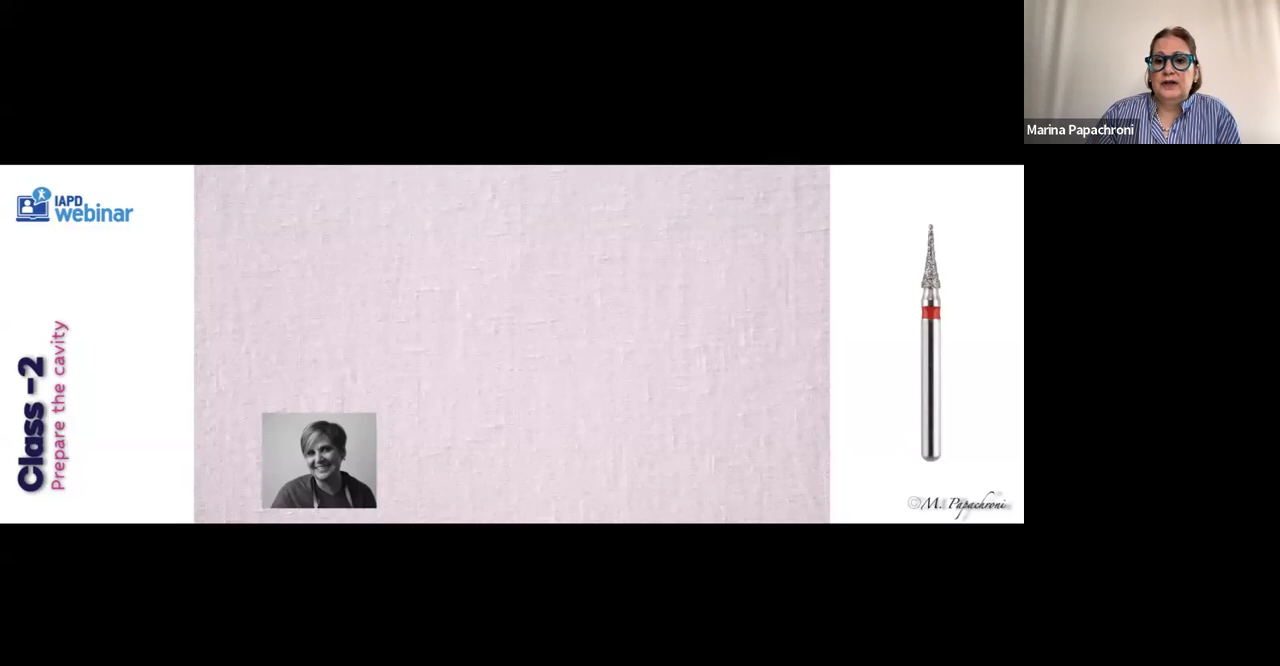 Marina Papachroni
IAPD
webinar
Class -2
Prepare the cavity
©M. Papachroni